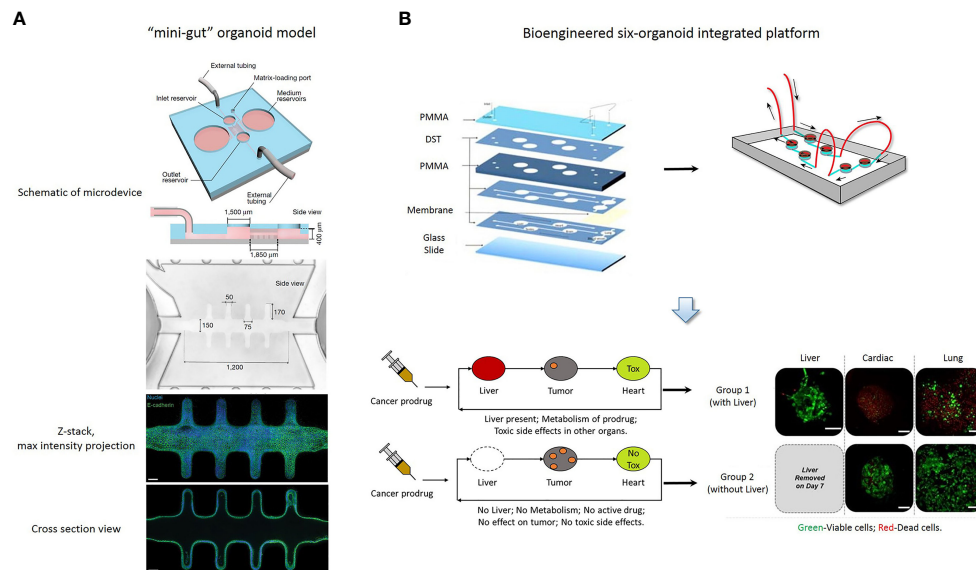 A
"mini-gut" organoid model
External tubing
Matrix-loading port
Inlet reservoir
Medium
reservoirs
Outlet
reservoir
External
tubing
Schematic of microdevice
1,500 µm
Side view
400 µm
1,850 µm
Side view
50
170
150
75
1,200
Nuclei
E-cadherin
Z-stack,
max intensity projection
Cross section view
B
Bioengineered six-organoid integrated platform
PMMA
DST
PMMA
Membrane
Glass
Slide
Cancer prodrug
Liver
Tumor
Tox
Heart
Liver present; Metabolism of prodrug;
Toxic side effects in other organs.
Group 1
(with Liver)
Liver
Cardiac
Lung
Cancer prodrug
Liver
Tumor
No
Tox
Heart
No Liver; No Metabolism; No active drug;
No effect on tumor; No toxic side effects.
Group 2
(without Liver)
Liver
Removed
on Day 7
Green-Viable cells; Red-Dead cells.